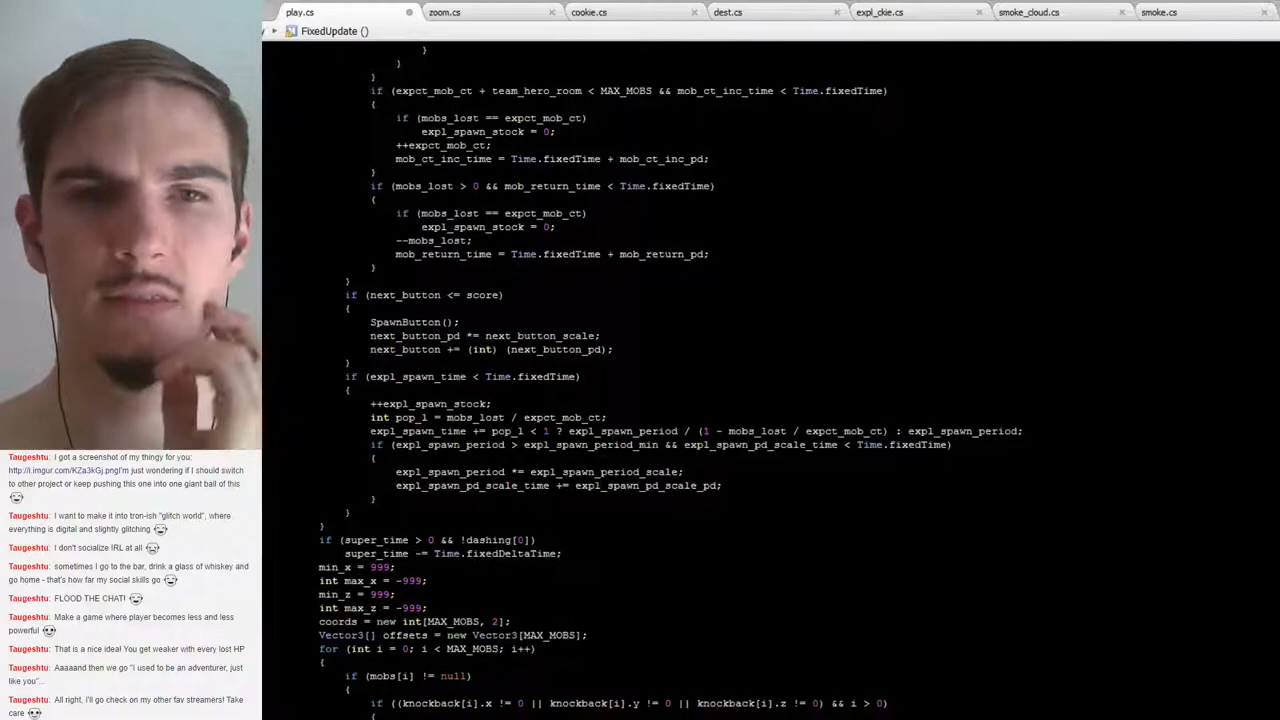 play.cs
zoom.cs
cookie.cs
dest.cs
expl_ckie.cs
smoke_cloud.cs
smoke.cs
FixedUpdate ()
}
}
}
if (expct_mob_ct + team_hero_room < MAX_MOBS && mob_ct_inc_time < Time.fixedTime)
{
if (mobs_lost == expct_mob_ct)
expl_spawn_stock = 0;
++expct_mob_ct;
mob_ct_inc_time = Time.fixedTime + mob_ct_inc_pd;
}
if (mobs_lost > 0 && mob_return_time < Time.fixedTime)
{
if (mobs_lost == expct_mob_ct)
expl_spawn_stock = 0;
--mobs_lost;
mob_return_time = Time.fixedTime + mob_return_pd;
}
}
if (next_button <= score)
{
SpawnButton();
next_button_pd *= next_button_scale;
next_button += (int) (next_button_pd);
}
if (expl_spawn_time < Time.fixedTime)
{
++expl_spawn_stock;
int pop_l = mobs_lost / expct_mob_ct;
expl_spawn_time += pop_l < 1 ? expl_spawn_period / (1 - mobs_lost / expct_mob_ct) : expl_spawn_period;
if (expl_spawn_period > expl_spawn_period_min && expl_spawn_pd_scale_time < Time.fixedTime)
{
expl_spawn_period *= expl_spawn_period_scale;
expl_spawn_pd_scale_time += expl_spawn_pd_scale_pd;
}
}
}
if (super_time > 0 && !dashing[0])
super_time -= Time.fixedDeltaTime;
min_x = 999;
int max_x = -999;
min_z = 999;
int max_z = -999;
coords = new int[MAX_MOBS, 2];
Vector3[] offsets = new Vector3[MAX_MOBS];
for (int i = 0; i < MAX_MOBS; i++)
{
if (mobs[i] != null)
{
if ((knockback[i].x != 0 || knockback[i].y != 0 || knockback[i].z != 0) && i > 0)
{
Taugeshtu: I got a screenshot of my thingy for you:
http://i.imgur.com/KZa3kGj.pngI'm just wondering if I should switch
to other project or keep pushing this one into one giant ball of this
Taugeshtu: I want to make it into tron-ish "glitch world", where
everything is digital and slightly glitching
Taugeshtu: I don't socialize IRL at all
Taugeshtu: sometimes I go to the bar, drink a glass of whiskey and
go home - that's how far my social skills go
Taugeshtu: FLOOD THE CHAT!
Taugeshtu: Make a game where player becomes less and less
powerful
Taugeshtu: That is a nice idea! You get weaker with every lost HP
Taugeshtu: Aaaaand then we go "I used to be an adventurer, just
like you"...
Taugeshtu: All right, I'll go check on my other fav streamers! Take
care